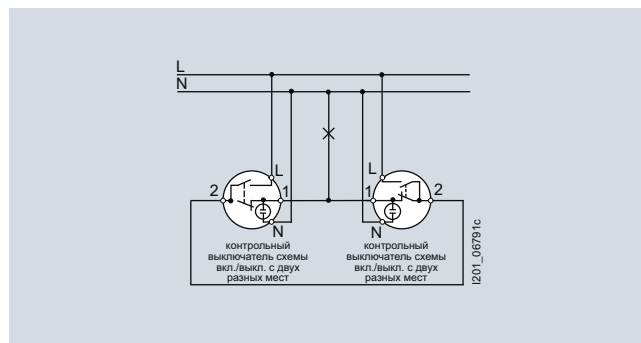 L
N
L
L
2
1
1
2
N
N
контрольный
выключатель схемы
вкл./выкл. с двух
разных мест
контрольный
выключатель схемы
вкл./выкл. с двух
разных мест
I201_06791c